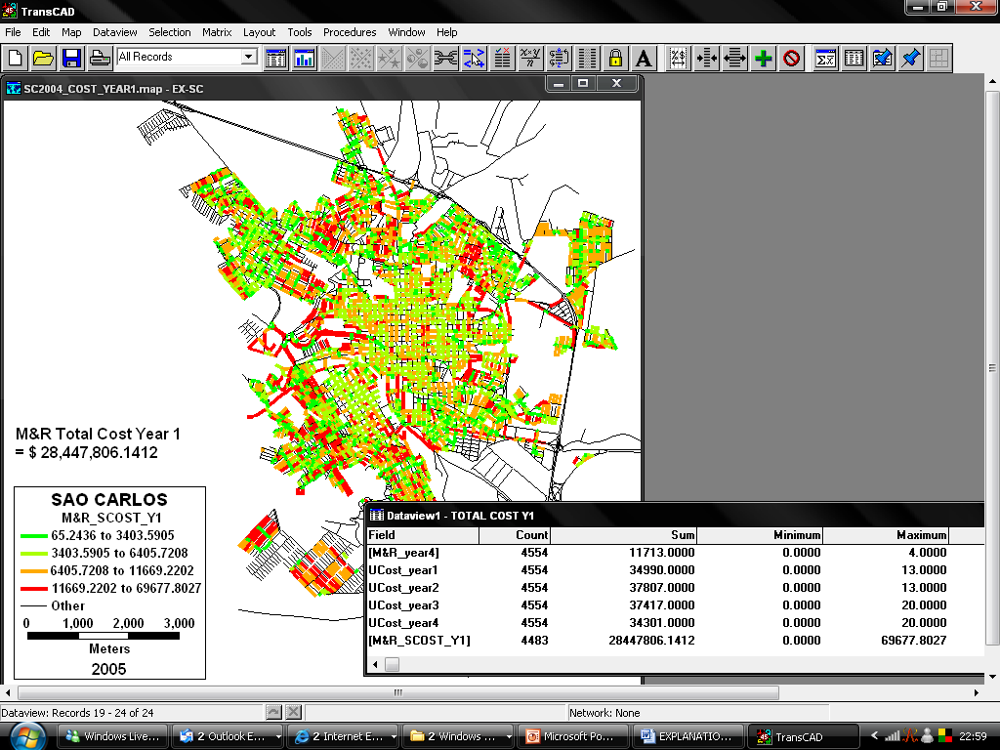 TransCAD
File Edit Map Dataview Selection Matrix Layout Tools Procedures Window Help
All Records
SC2004_COST_YEAR1.map - EX-SC
M&R Total Cost Year 1
= $ 28,447,806.1412
SAO CARLOS
M&R_SCOST_Y1
65.2436 to 3403.5905
3403.5905 to 6405.7208
6405.7208 to 11669.2202
11669.2202 to 69677.8027
Other
0 1,000 2,000 3,000
Meters
2005
Dataview1 - TOTAL COST Y1
Field Count Sum Minimum Maximum
[M&R_year4] 4554 11713.0000 0.0000 4.0000
UCost_year1 4554 34990.0000 0.0000 13.0000
UCost_year2 4554 37807.0000 0.0000 13.0000
UCost_year3 4554 37417.0000 0.0000 20.0000
UCost_year4 4554 34301.0000 0.0000 20.0000
[M&R_SCOST_Y1] 4483 28447806.1412 0.0000 69677.8027
Dataview: Records 19 - 24 of 24 Network: None
Windows Live... 2 Outlook E... 2 Internet E... 2 Windows ... Microsoft Po... EXPLANATIO... TransCAD 22:59